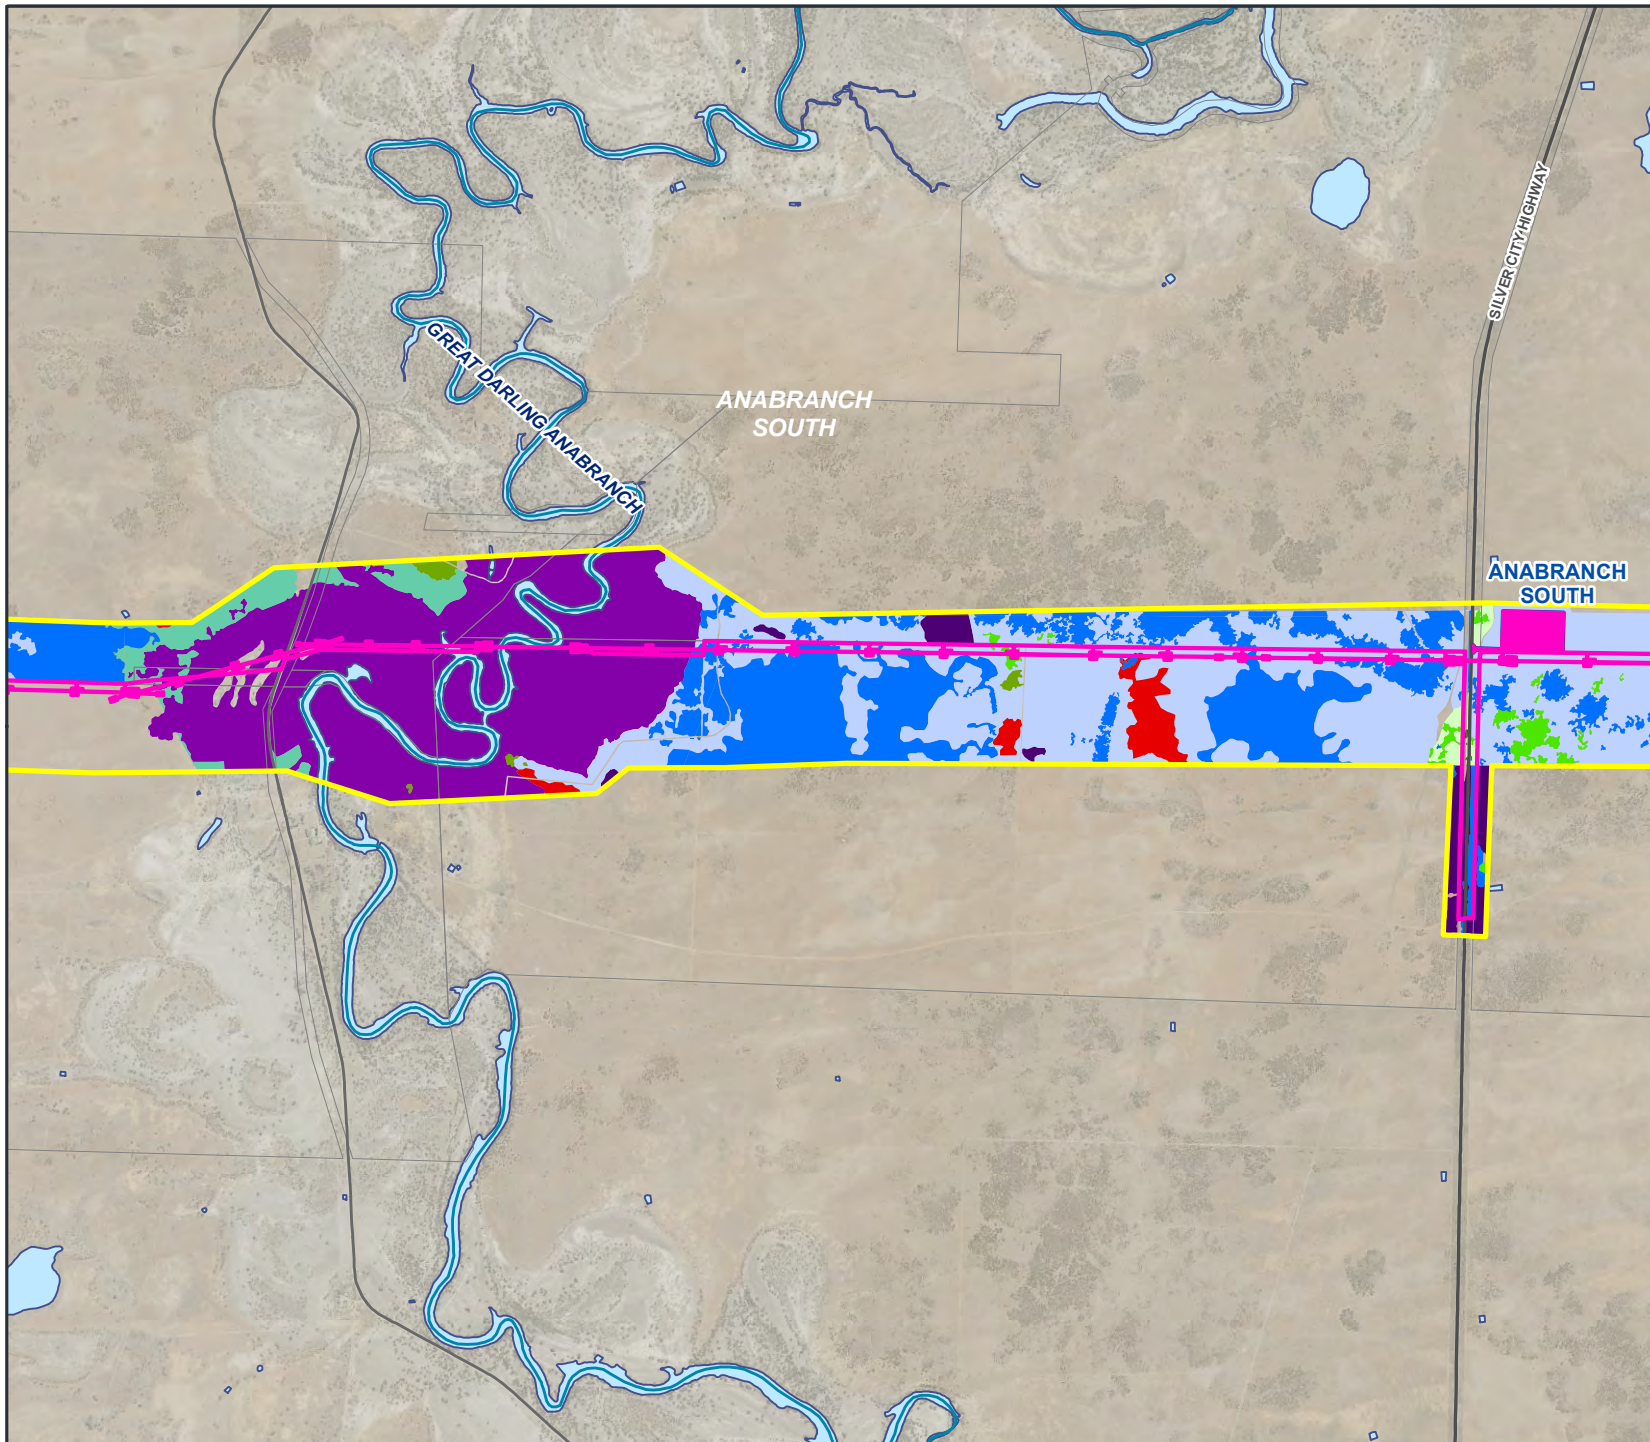 SILVER CITY HIGHWAY
GREAT DARLING ANABRANCH
ANABRANCH
SOUTH
ANABRANCH
SOUTH